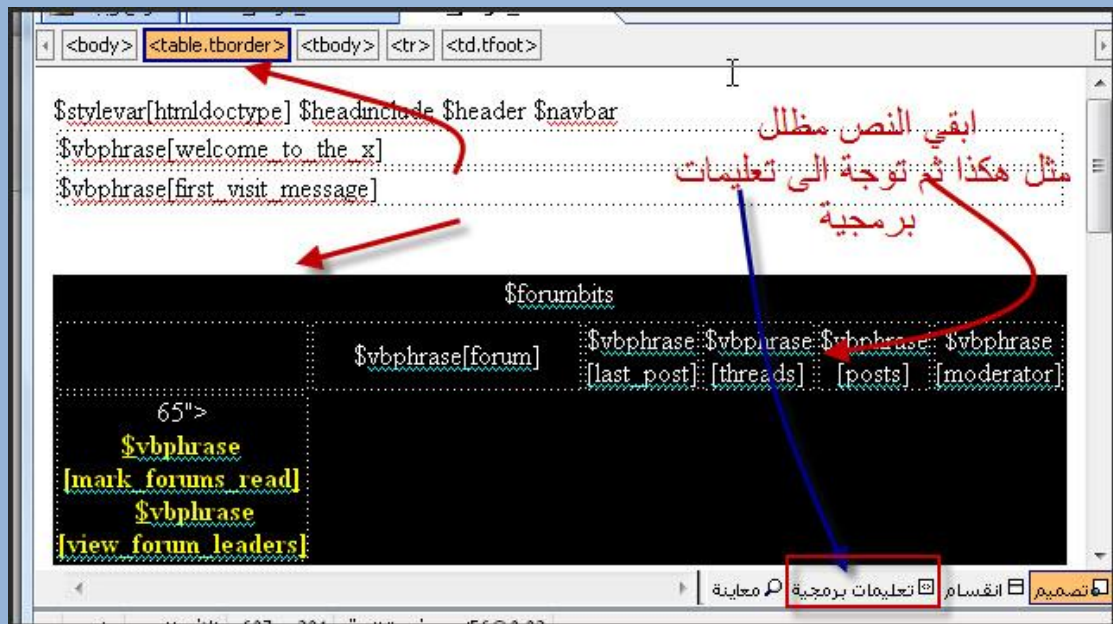 <body> <table.tborder> <tbody> <tr> <td.tfoot>
$stylevar[htmldoctype] $headinclude $header $navbar
$vbphrase[welcome_to_the_x]
$vbphrase[first_visit_message]
ابقي النص مظلل
مثل هكذا ثم توجة الى تعليمات
برمجية
$forumbits
$vbphrase[forum]
$vbphrase
[last_post]
$vbphrase
[threads]
$vbphrase
[posts]
$vbphrase
[moderator]
65">
$vbphrase
[mark_forums_read]
$vbphrase
[view_forum_leaders]
تصميم انقسام تعليمات برمجية معاينة